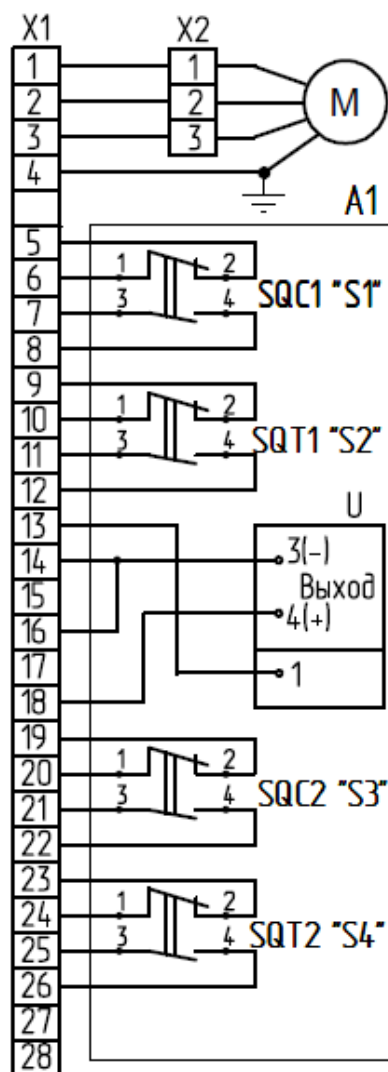 X1 X2
1 1
2 2 M
3 3
4
A1
5
6 1 2
SQC1 "S1"
7 3 4
8
9
10 1 2
SQT1 "S2"
11 3 4
12
13 U
14 3(-)
15 Выход
16 4(+)
17 1
18
19
20 1 2
SQC2 "S3"
21 3 4
22
23
24 1 2
SQT2 "S4"
25 3 4
26
27
28